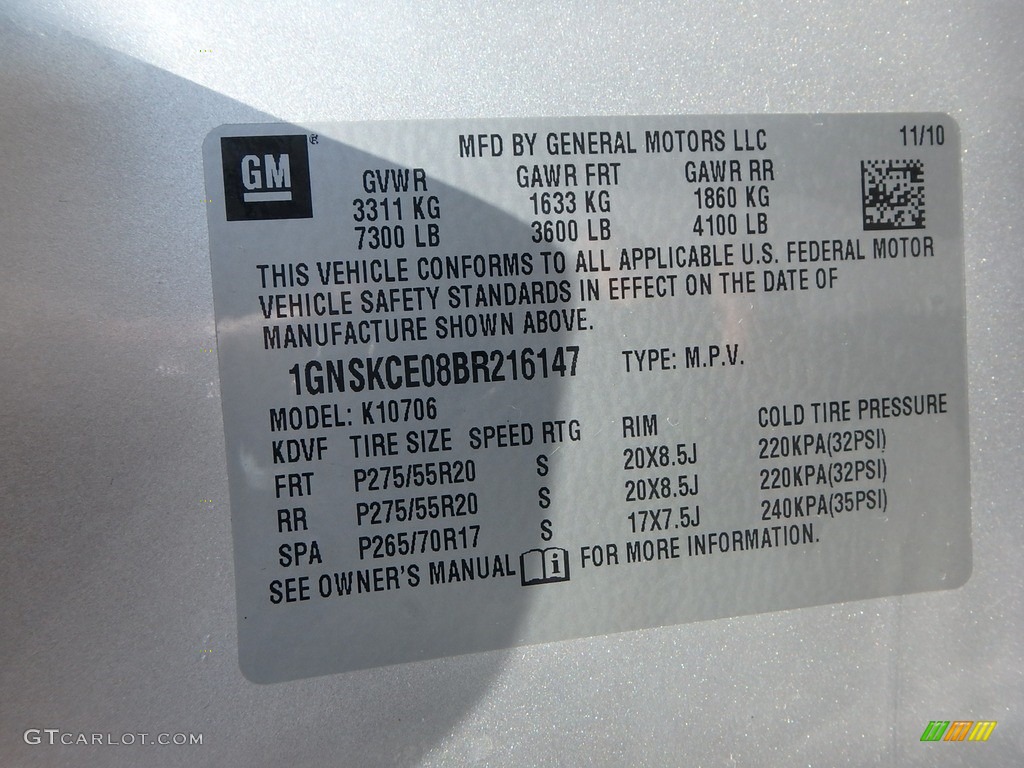 GM®
MFD BY GENERAL MOTORS LLC 11/10
GVWR GAWR FRT GAWR RR
3311 KG 1633 KG 1860 KG
7300 LB 3600 LB 4100 LB
THIS VEHICLE CONFORMS TO ALL APPLICABLE U.S. FEDERAL MOTOR
VEHICLE SAFETY STANDARDS IN EFFECT ON THE DATE OF
MANUFACTURE SHOWN ABOVE.
1GNSKCE08BR216147 TYPE: M.P.V.
MODEL: K10706
KDVF TIRE SIZE SPEED RTG RIM COLD TIRE PRESSURE
FRT P275/55R20 S 20X8.5J 220KPA(32PSI)
RR P275/55R20 S 20X8.5J 220KPA(32PSI)
SPA P265/70R17 S 17X7.5J 240KPA(35PSI)
SEE OWNER'S MANUAL i FOR MORE INFORMATION.
GTCARLOT.COM